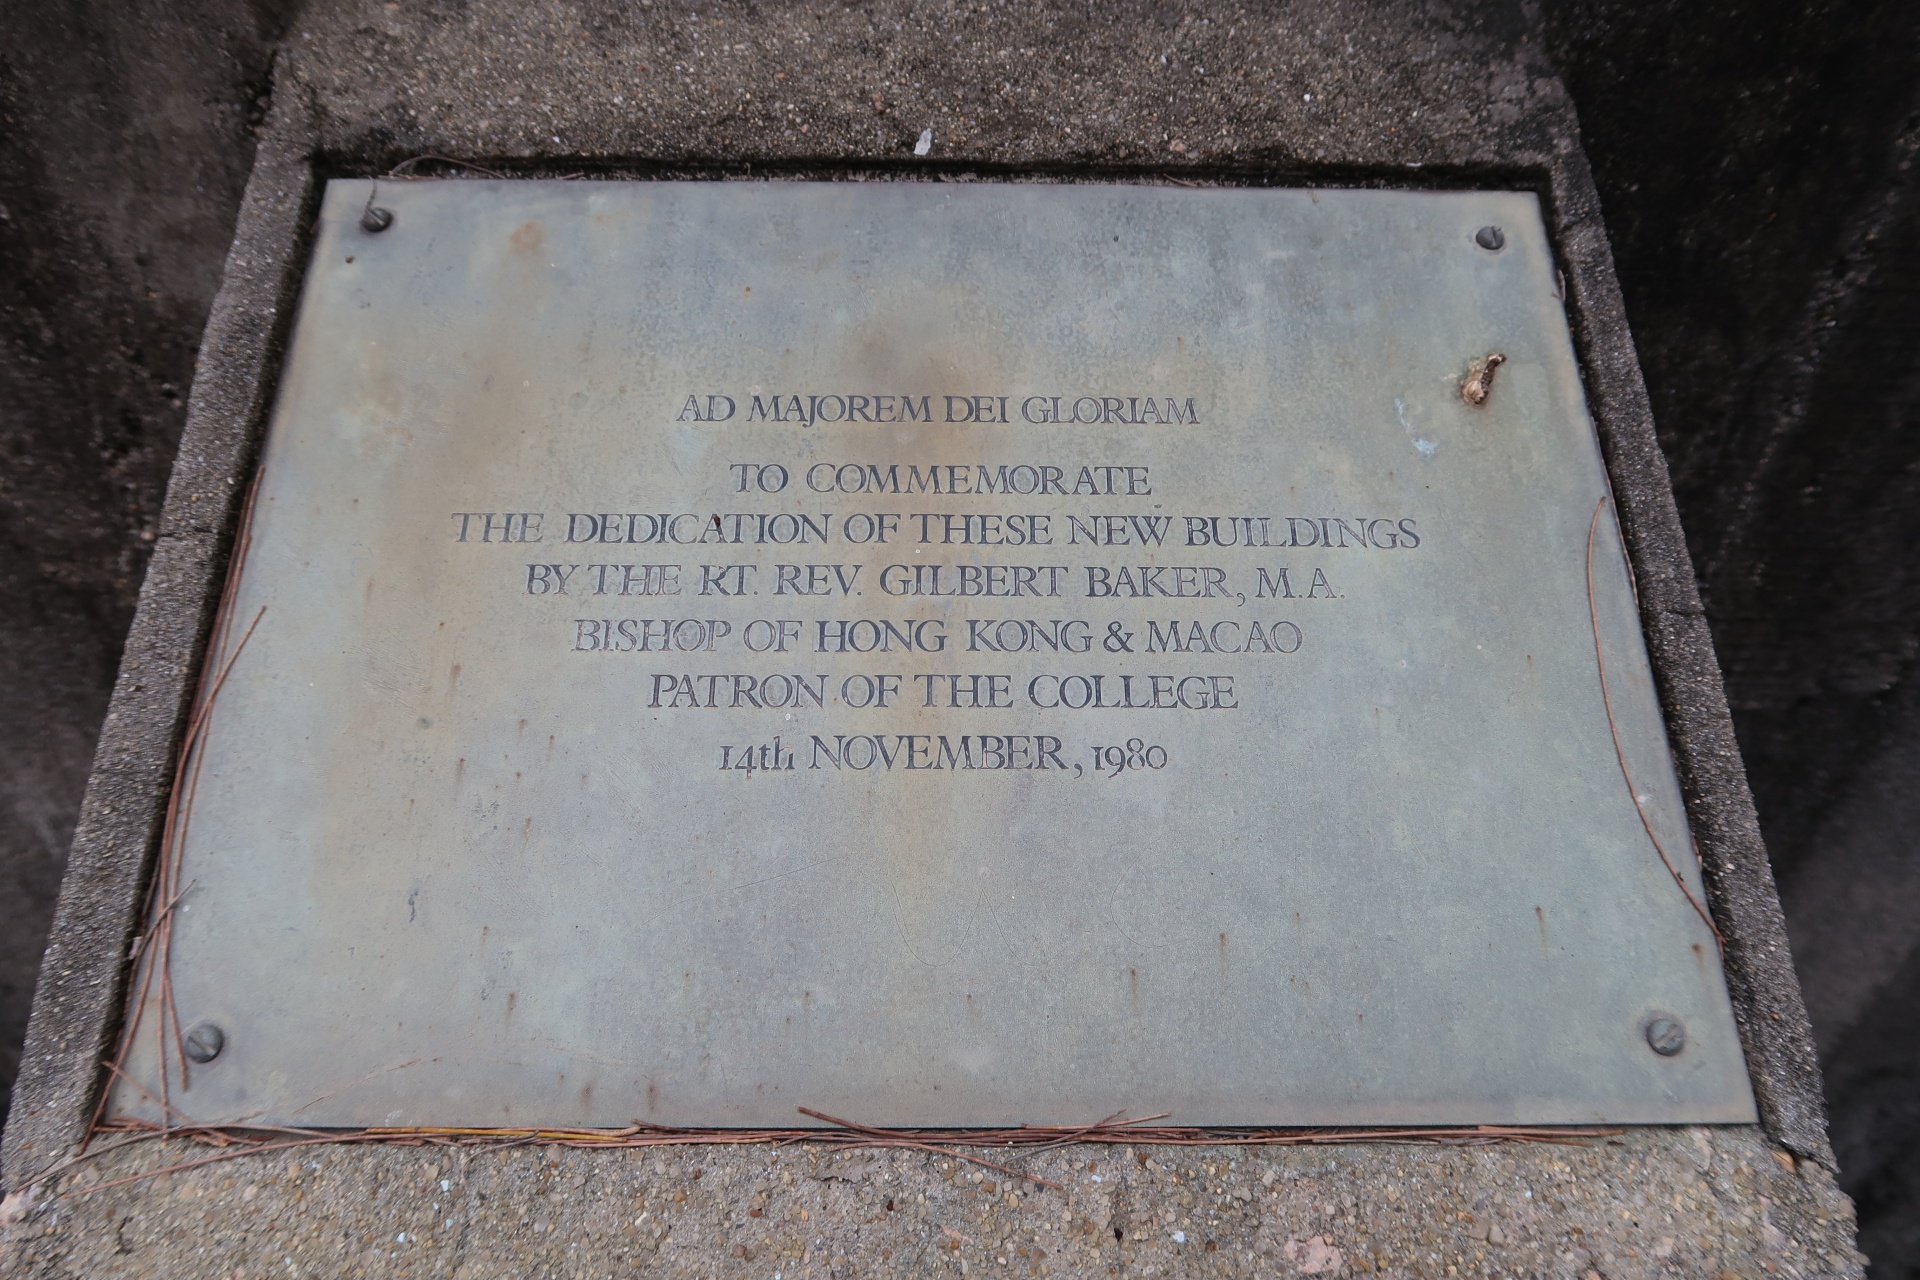 AD MAJOREM DEI GLORIAM
TO COMMEMORATE
THE DEDICATION OF THESE NEW BUILDINGS
BY THE RT. REV. GILBERT BAKER, M.A.
BISHOP OF HONG KONG & MACAO
PATRON OF THE COLLEGE
14th NOVEMBER, 1980